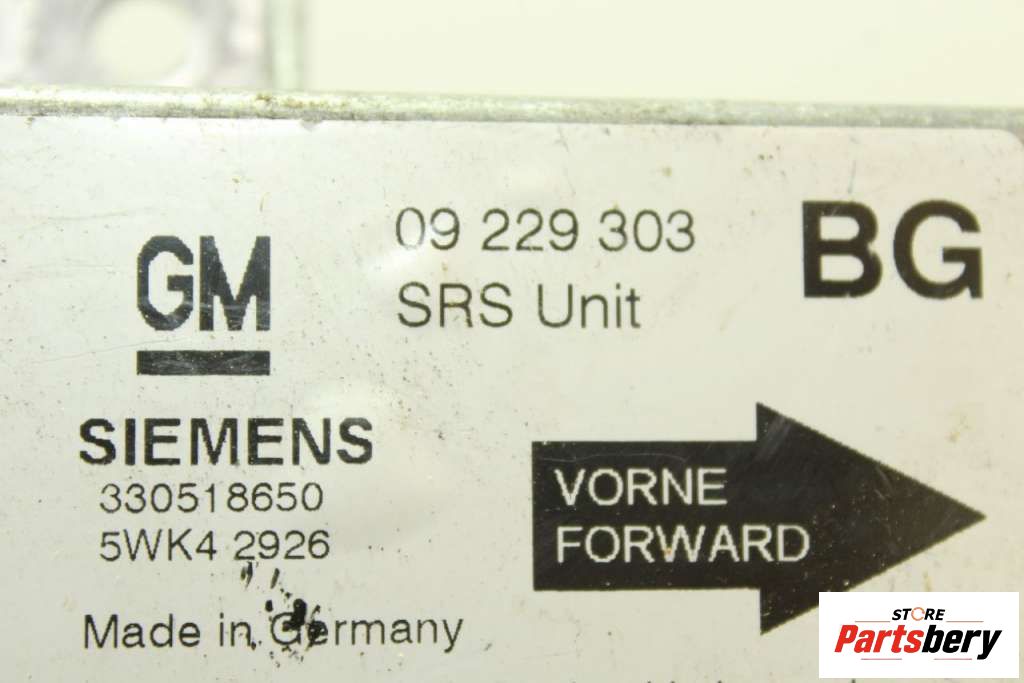 GM
09 229 303
SRS Unit
BG
SIEMENS
330518650
5WK4 2926
Made in Germany
VORNE
FORWARD
STORE
Partsbery